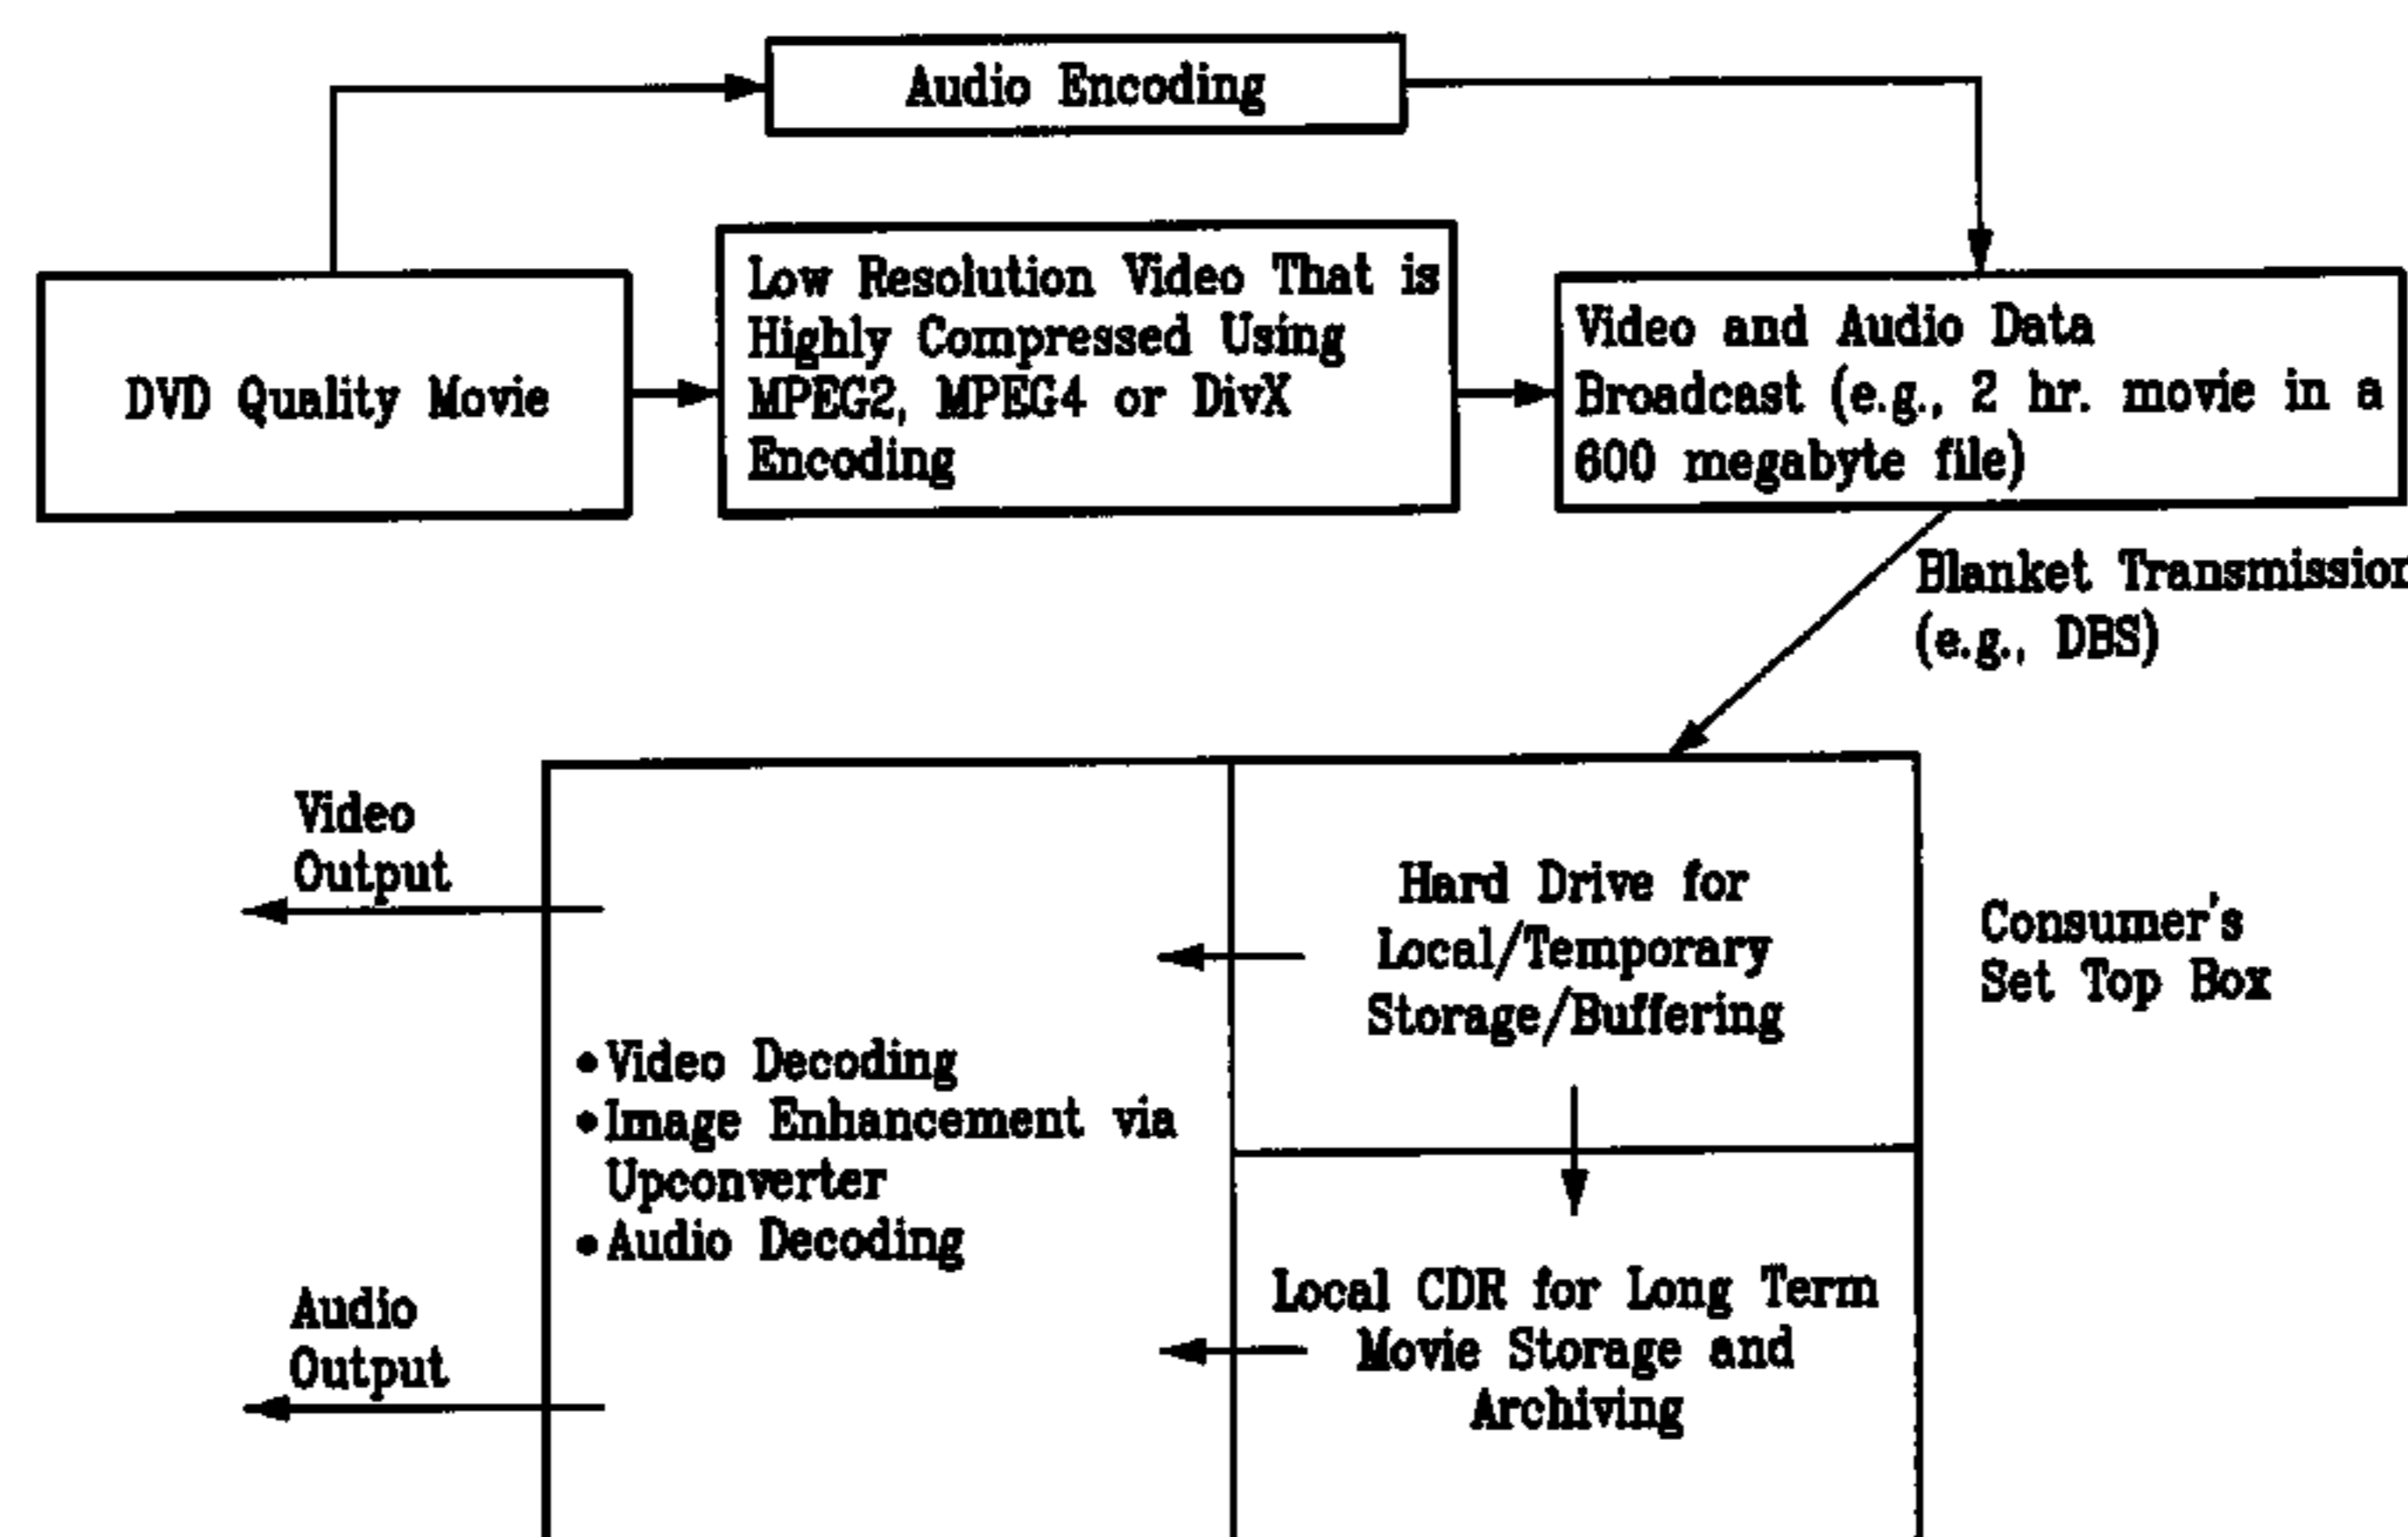 Audio Encoding
DVD Quality Movie
Low Resolution Video That is
Highly Compressed Using
MPEG2, MPEG4 or DivX
Encoding
Video and Audio Data
Broadcast (e.g., 2 hr. movie in a
600 megabyte file)
Blanket Transmission
(e.g., DBS)
Video
Output
Audio
Output
•Video Decoding
•Image Enhancement via
Upconverter
•Audio Decoding
Hard Drive for
Local/Temporary
Storage/Buffering
Local CDR for Long Term
Movie Storage and
Archiving
Consumer's
Set Top Box